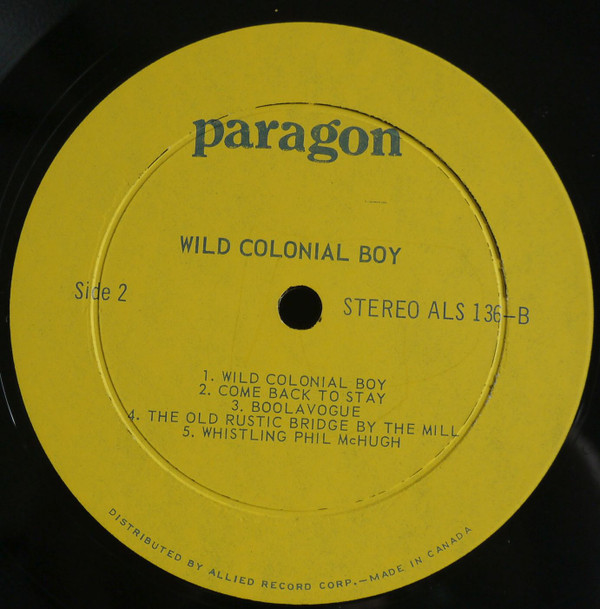 paragon
WILD COLONIAL BOY
Side 2
STEREO ALS 136-B
1. WILD COLONIAL BOY
2. COME BACK TO STAY
3. BOOLAVOGUE
4. THE OLD RUSTIC BRIDGE BY THE MILL
5. WHISTLING PHIL McHUGH
DISTRIBUTED BY ALLIED RECORD CORP.—MADE IN CANADA